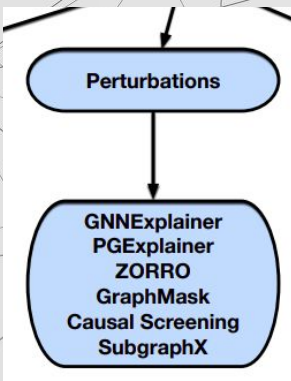 Perturbations
GNNExplainer
PGExplainer
ZORRO
GraphMask
Causal Screening
SubgraphX